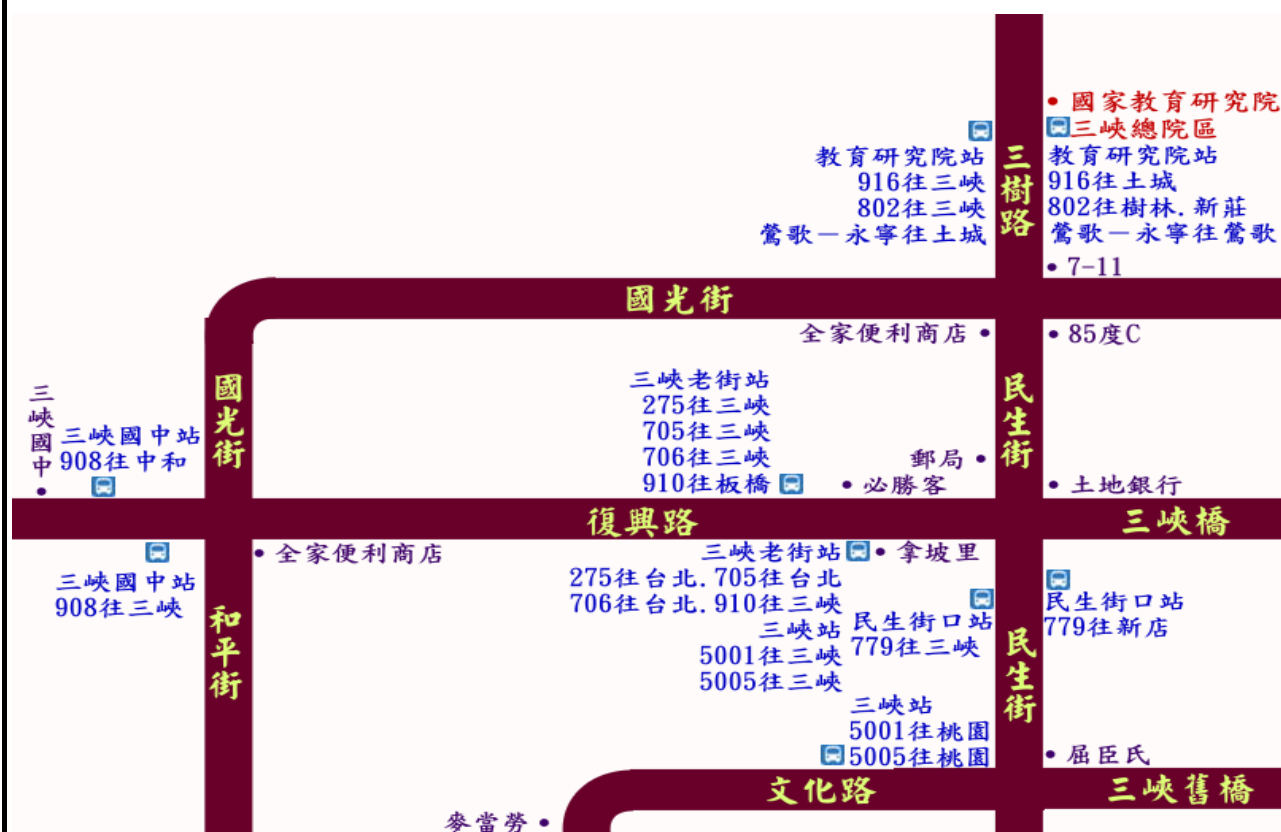 • 國家教育研究院
三峽總院區
教育研究院站
916往三峽
802往三峽
鶯歌－永寧往土城
三樹路
教育研究院站
916往土城
802往樹林.新莊
鶯歌－永寧往鶯歌
• 7-11
國光街
全家便利商店 •
• 85度C
三峽國中
•
三峽國中站
908往中和
國光街
三峽老街站
275往三峽
705往三峽
706往三峽
910往板橋
• 必勝客
郵局 •
民生街
• 土地銀行
復興路
三峽橋
三峽國中站
908往三峽
• 全家便利商店
和平街
三峽老街站
• 拿坡里
275往台北.705往台北
706往台北.910往三峽
三峽站
5001往三峽
5005往三峽
民生街口站
779往三峽
民生街
民生街口站
779往新店
三峽站
5001往桃園
5005往桃園
• 屈臣氏
文化路
三峽舊橋
麥當勞 •